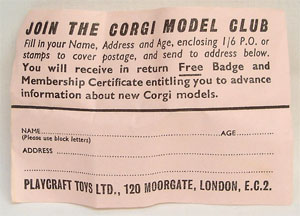 JOIN THE CORGI MODEL CLUB
Fill in your Name, Address and Age, enclosing 1/6 P.O. or
stamps to cover postage, and send to address below.
You will receive in return Free Badge and
Membership Certificate entitling you to advance
information about new Corgi models.
NAME AGE
(Please use block letters)
ADDRESS
PLAYCRAFT TOYS LTD., 120 MOORGATE, LONDON, E.C.2.